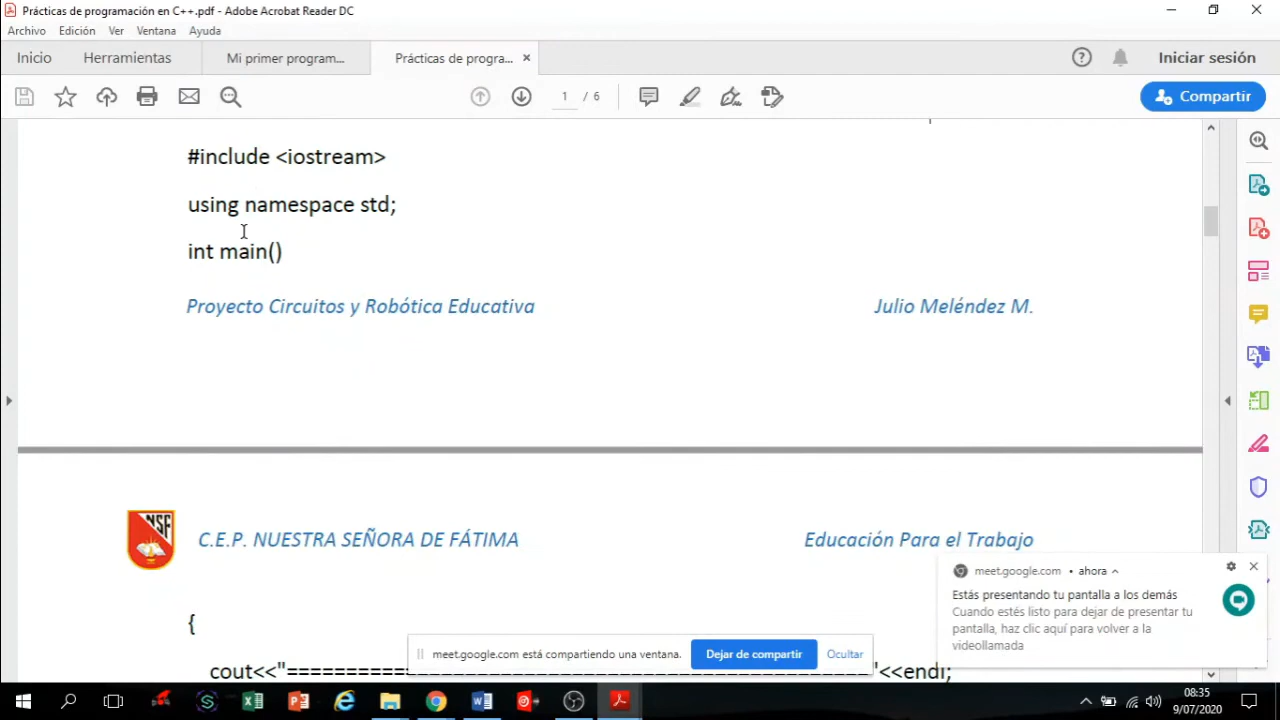 Prácticas de programación en C++.pdf - Adobe Acrobat Reader DC
Archivo Edición Ver Ventana Ayuda
Inicio Herramientas Mi primer program... Prácticas de progra... Iniciar sesión
1 / 6 Compartir
#include <iostream>
using namespace std;
int main()
Proyecto Circuitos y Robótica Educativa Julio Meléndez M.
NSF C.E.P. NUESTRA SEÑORA DE FÁTIMA Educación Para el Trabajo
{
meet.google.com • ahora
Estás presentando tu pantalla a los demás
Cuando estés listo para dejar de presentar tu
pantalla, haz clic aquí para volver a la
videollamada
meet.google.com está compartiendo una ventana. Dejar de compartir Ocultar
cout<<"================================================"<<endl;
08:35
9/07/2020